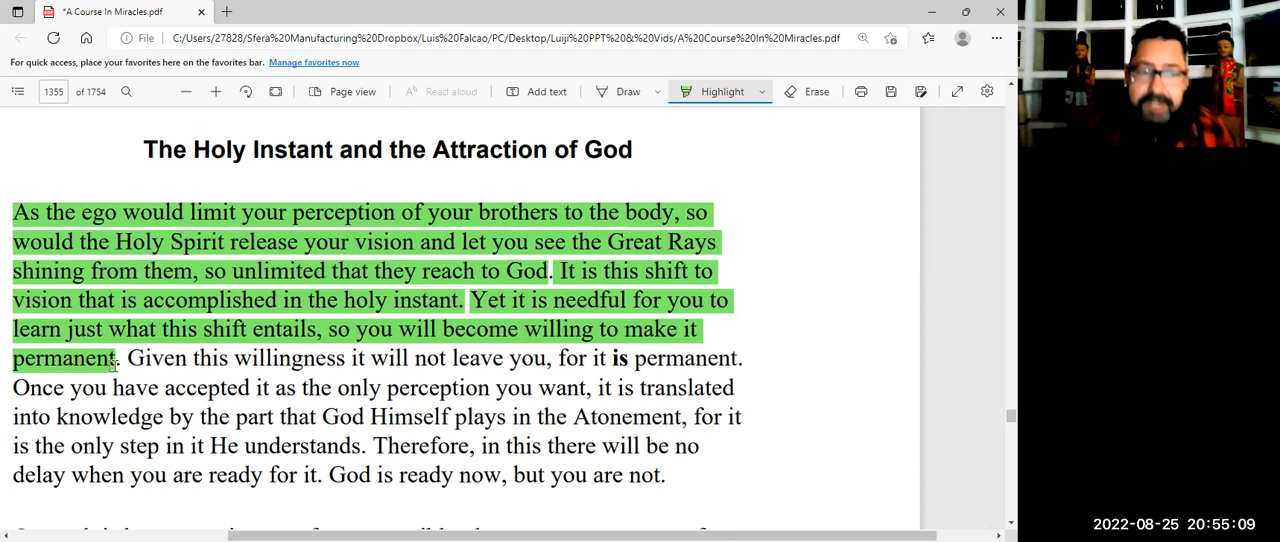 *A Course In Miracles.pdf
File C:/Users/27828/Sfera%20Manufacturing%20Dropbox/Luis%20Falcao/PC/Desktop/Luiji%20PPT%20&%20Vids/A%20Course%20In%20Miracles.pdf
For quick access, place your favorites here on the favorites bar. Manage favorites now
1355 of 1754 Page view Read aloud Add text Draw Highlight Erase
The Holy Instant and the Attraction of God
As the ego would limit your perception of your brothers to the body, so
would the Holy Spirit release your vision and let you see the Great Rays
shining from them, so unlimited that they reach to God. It is this shift to
vision that is accomplished in the holy instant. Yet it is needful for you to
learn just what this shift entails, so you will become willing to make it
permanent. Given this willingness it will not leave you, for it is permanent.
Once you have accepted it as the only perception you want, it is translated
into knowledge by the part that God Himself plays in the Atonement, for it
is the only step in it He understands. Therefore, in this there will be no
delay when you are ready for it. God is ready now, but you are not.
2022-08-25 20:55:09